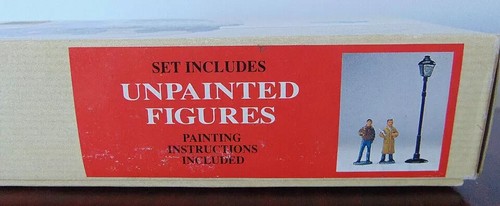 SET INCLUDES
UNPAINTED
FIGURES
PAINTING
INSTRUCTIONS
INCLUDED